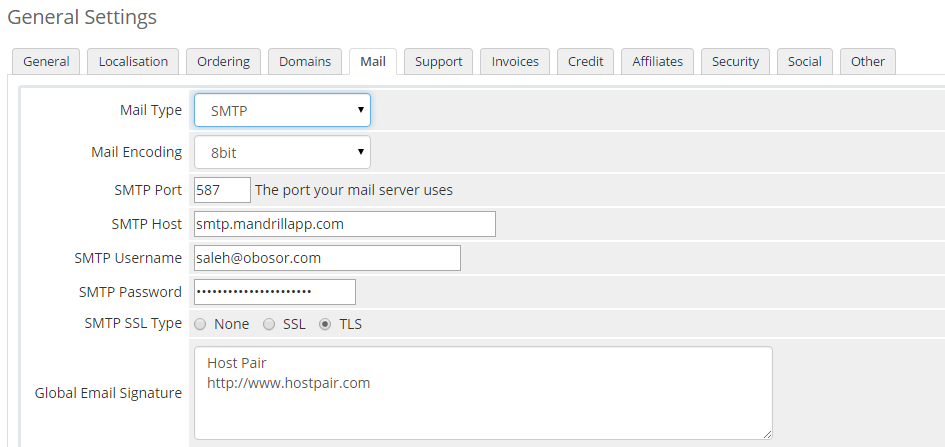 General Settings
General Localisation Ordering Domains Mail Support Invoices Credit Affiliates Security Social Other
Mail Type SMTP
Mail Encoding 8bit
SMTP Port 587 The port your mail server uses
SMTP Host smtp.mandrillapp.com
SMTP Username saleh@obosor.com
SMTP Password ••••••••••••••••••••••
SMTP SSL Type None SSL TLS
Host Pair
http://www.hostpair.com
Global Email Signature